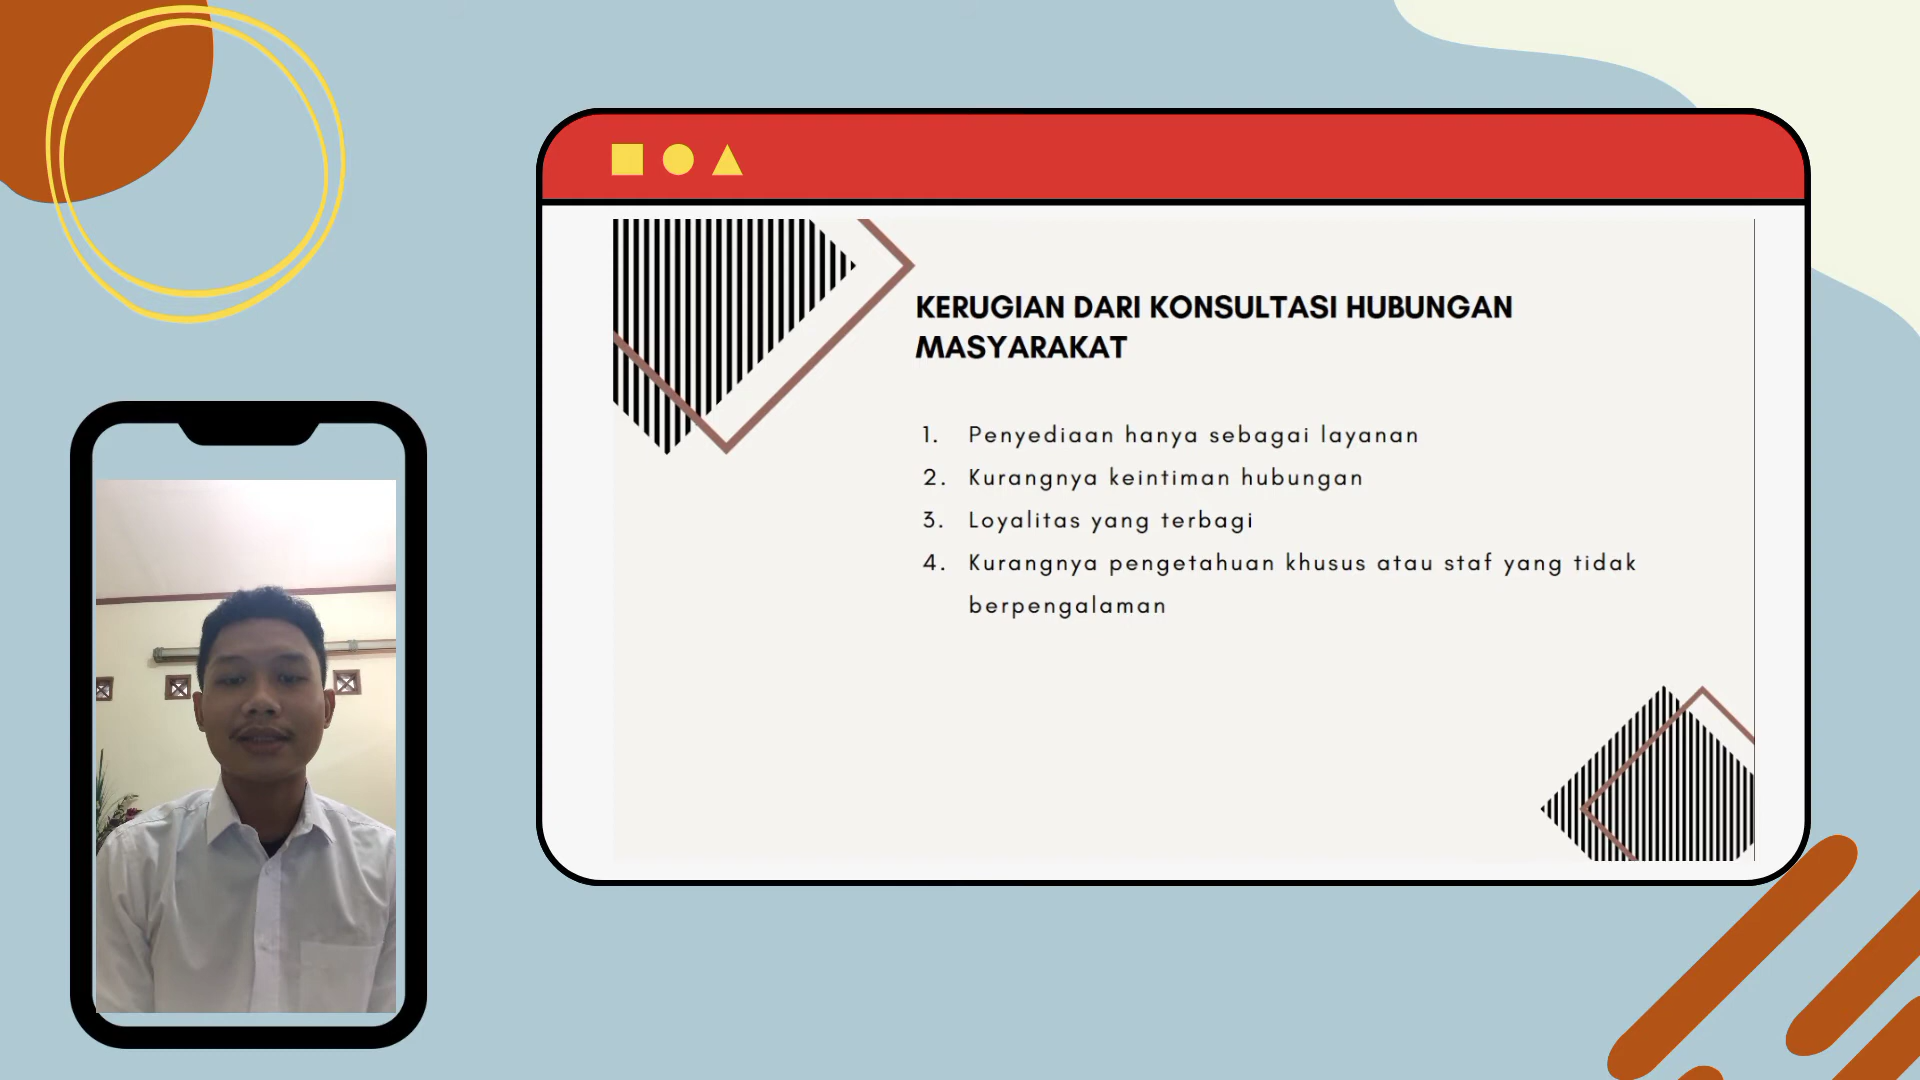 KERUGIAN DARI KONSULTASI HUBUNGAN
MASYARAKAT
1. Penyediaan hanya sebagai layanan
2. Kurangnya keintiman hubungan
3. Loyalitas yang terbagi
4. Kurangnya pengetahuan khusus atau staf yang tidak
berpengalaman